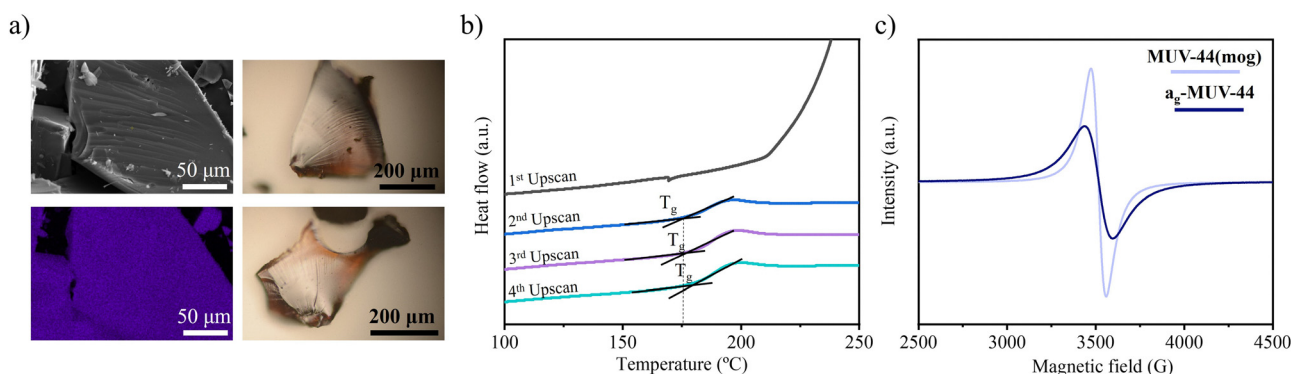 a)
50 μm
200 μm
50 μm
200 μm
b)
Heat flow (a.u.)
1st Upscan
Tg
2nd Upscan
Tg
3rd Upscan
Tg
4th Upscan
100
150
200
250
Temperature (ºC)
c)
Intensity (a.u.)
MUV-44(mog)
ag-MUV-44
2500
3000
3500
4000
4500
Magnetic field (G)